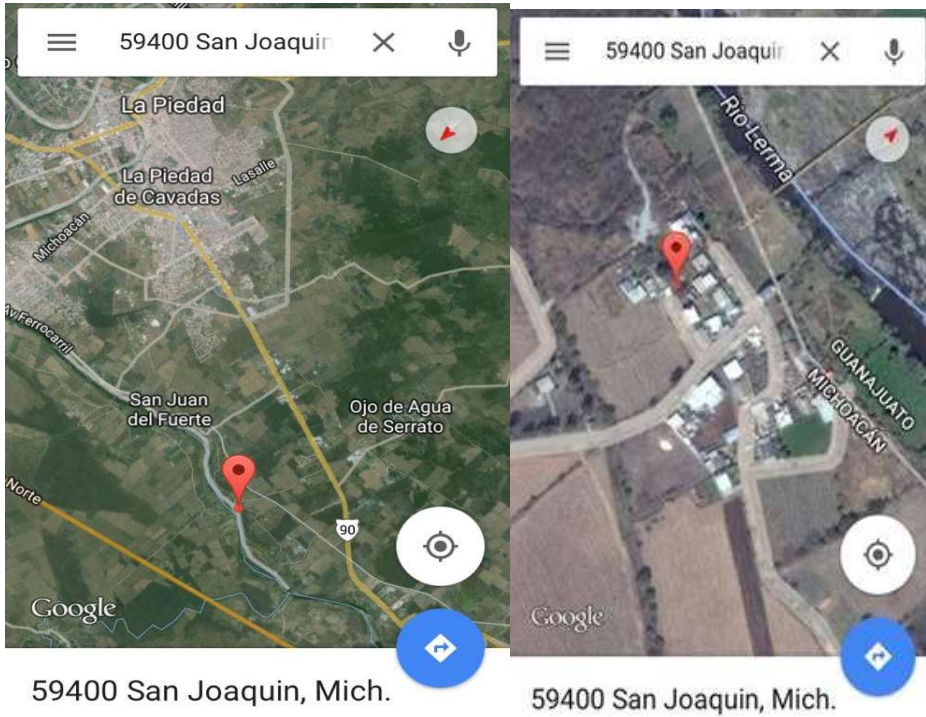 59400 San Joaquin
La Piedad
La Piedad
de Cavadas
Lasalle
Michoacán
Av. Ferrocarril
San Juan
del Fuerte
Ojo de Agua
de Serrato
Norte
90
Google
59400 San Joaquin, Mich.
59400 San Joaquin
Río Lerma
GUANAJUATO
MICHOACÁN
Google
59400 San Joaquin, Mich.